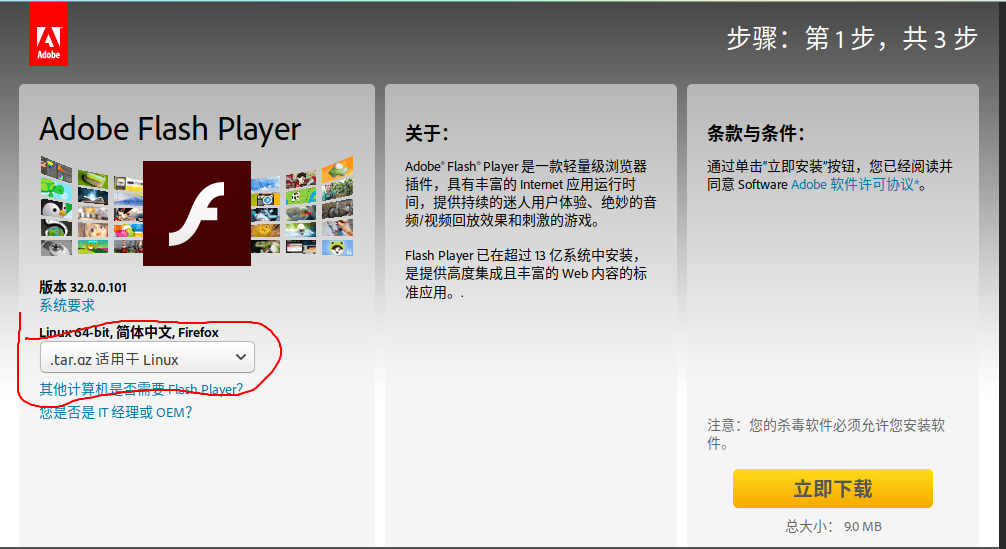 Adobe
步骤：第 1 步，共 3 步
Adobe Flash Player
版本 32.0.0.101
系统要求
Linux 64-bit, 简体中文, Firefox
.tar.gz 适用于 Linux
其他计算机是否需要 Flash Player?
您是否是 IT 经理或 OEM？
关于：
Adobe® Flash® Player 是一款轻量级浏览器
插件，具有丰富的 Internet 应用运行时
间，提供持续的迷人用户体验、绝妙的音
频/视频回放效果和刺激的游戏。
Flash Player 已在超过 13 亿系统中安装，
是提供高度集成且丰富的 Web 内容的标
准应用。.
条款与条件：
通过单击“立即安装”按钮，您已经阅读并
同意 Software Adobe 软件许可协议*。
注意：您的杀毒软件必须允许您安装软
件。
立即下载
总大小： 9.0 MB